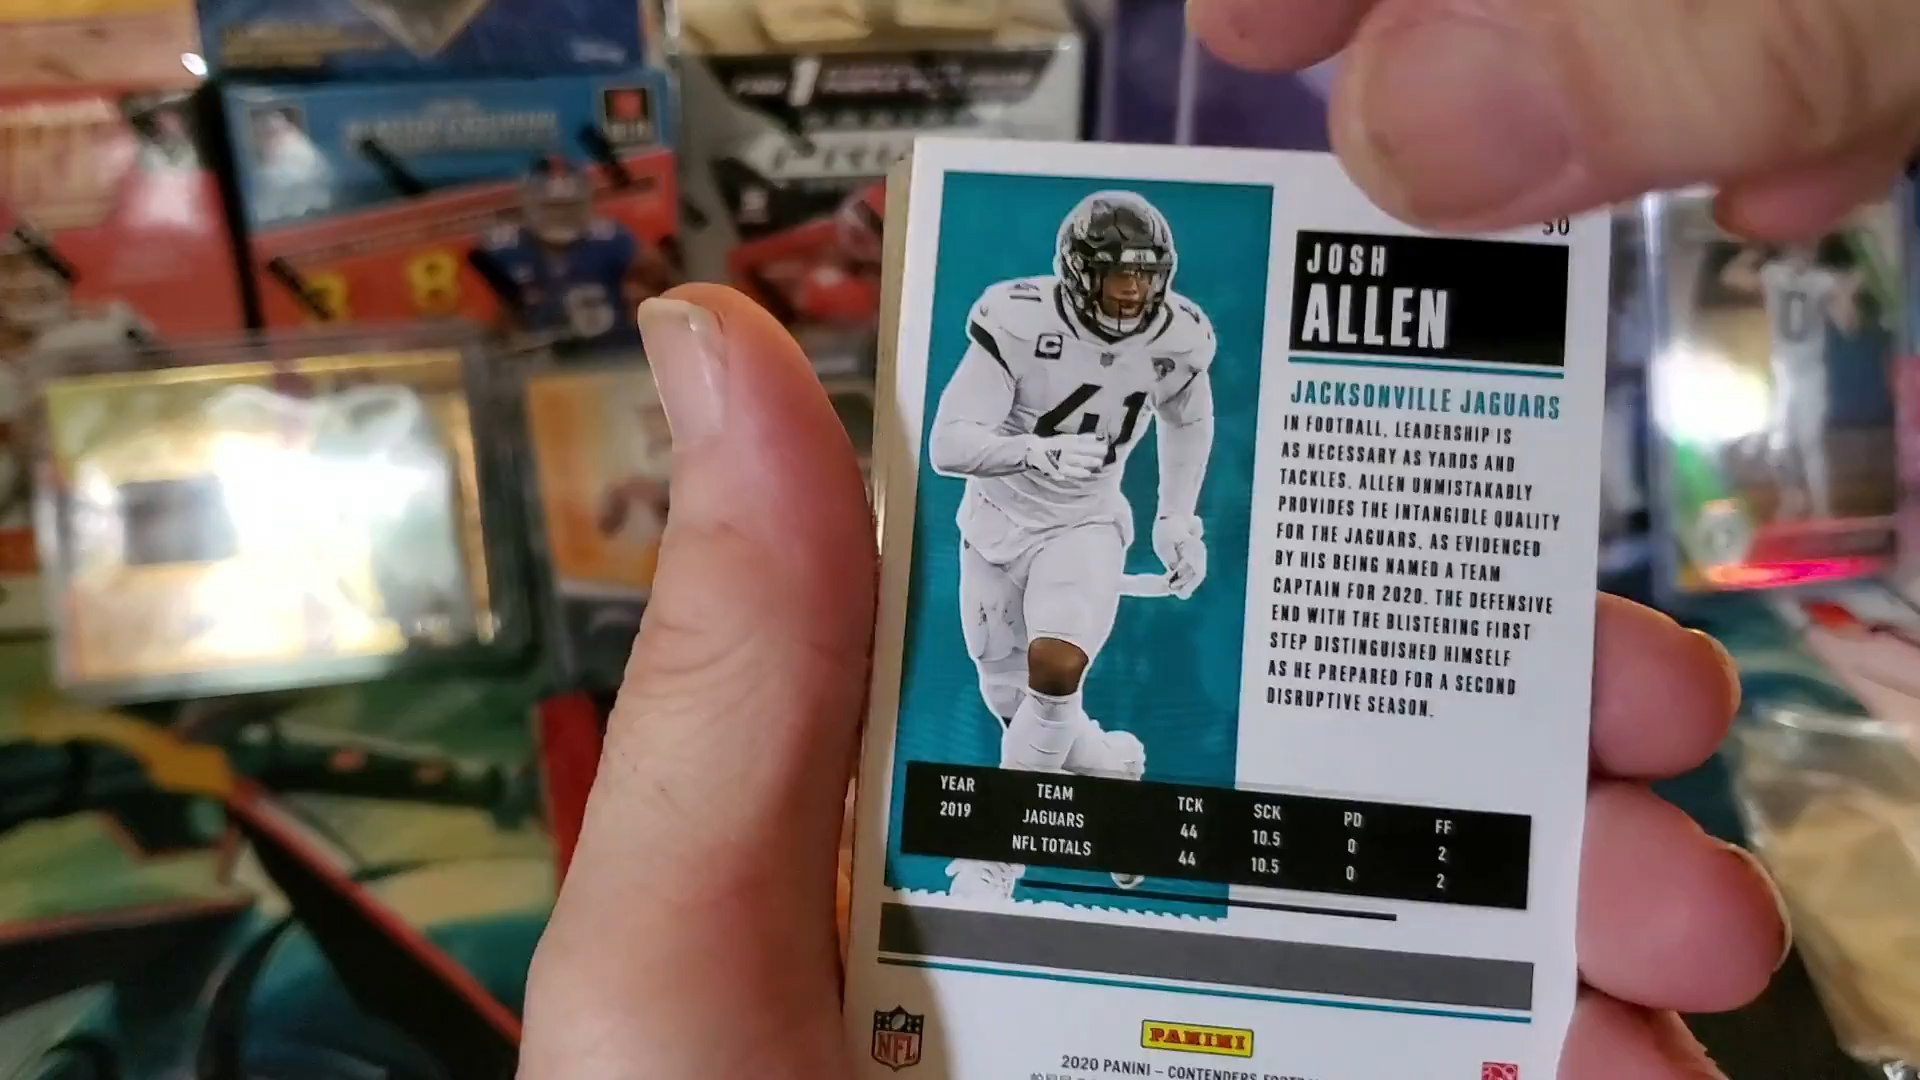 50
JOSH
ALLEN
JACKSONVILLE JAGUARS
IN FOOTBALL, LEADERSHIP IS
AS NECESSARY AS YARDS AND
TACKLES. ALLEN UNMISTAKABLY
PROVIDES THE INTANGIBLE QUALITY
FOR THE JAGUARS, AS EVIDENCED
BY HIS BEING NAMED A TEAM
CAPTAIN FOR 2020. THE DEFENSIVE
END WITH THE BLISTERING FIRST
STEP DISTINGUISHED HIMSELF
AS HE PREPARED FOR A SECOND
DISRUPTIVE SEASON.
41
C
41
YEAR TEAM TCK SCK PD FF
2019 JAGUARS 44 10.5 0 2
NFL TOTALS 44 10.5 0 2
NFL
PANINI
2020 PANINI – CONTENDERS